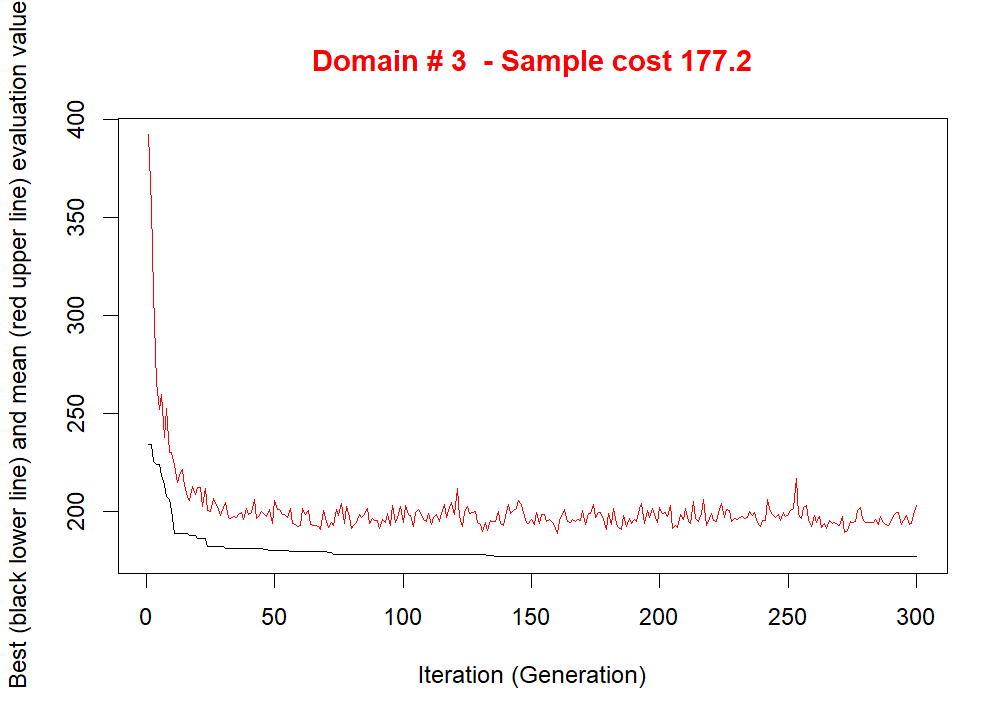 Domain # 3  - Sample cost 177.2
Best (black lower line) and mean (red upper line) evaluation value
400
350
300
250
200
0 50 100 150 200 250 300
Iteration (Generation)